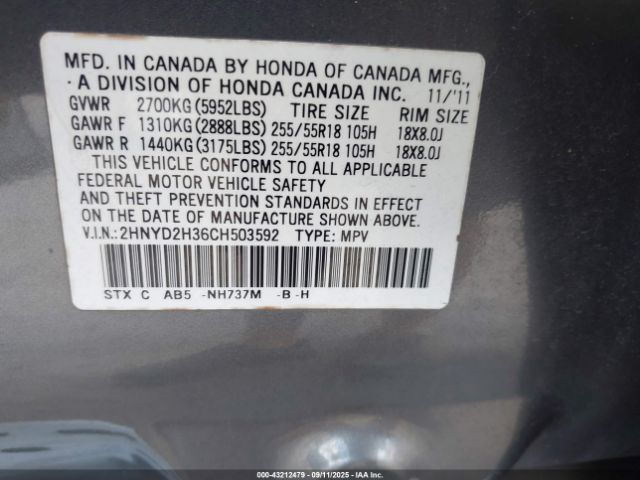 MFD. IN CANADA BY HONDA OF CANADA MFG.,
· A DIVISION OF HONDA CANADA INC. 11/'11
GVWR 2700KG (5952LBS) TIRE SIZE RIM SIZE
GAWR F 1310KG (2888LBS) 255/55R18 105H 18X8.0J
GAWR R 1440KG (3175LBS) 255/55R18 105H 18X8.0J
THIS VEHICLE CONFORMS TO ALL APPLICABLE
FEDERAL MOTOR VEHICLE SAFETY
AND THEFT PREVENTION STANDARDS IN EFFECT
ON THE DATE OF MANUFACTURE SHOWN ABOVE.
V.I.N.: 2HNYD2H36CH503592 TYPE: MPV
STX C AB5 -NH737M -B -H
000-43212479 - 09/11/2025 - IAA Inc.